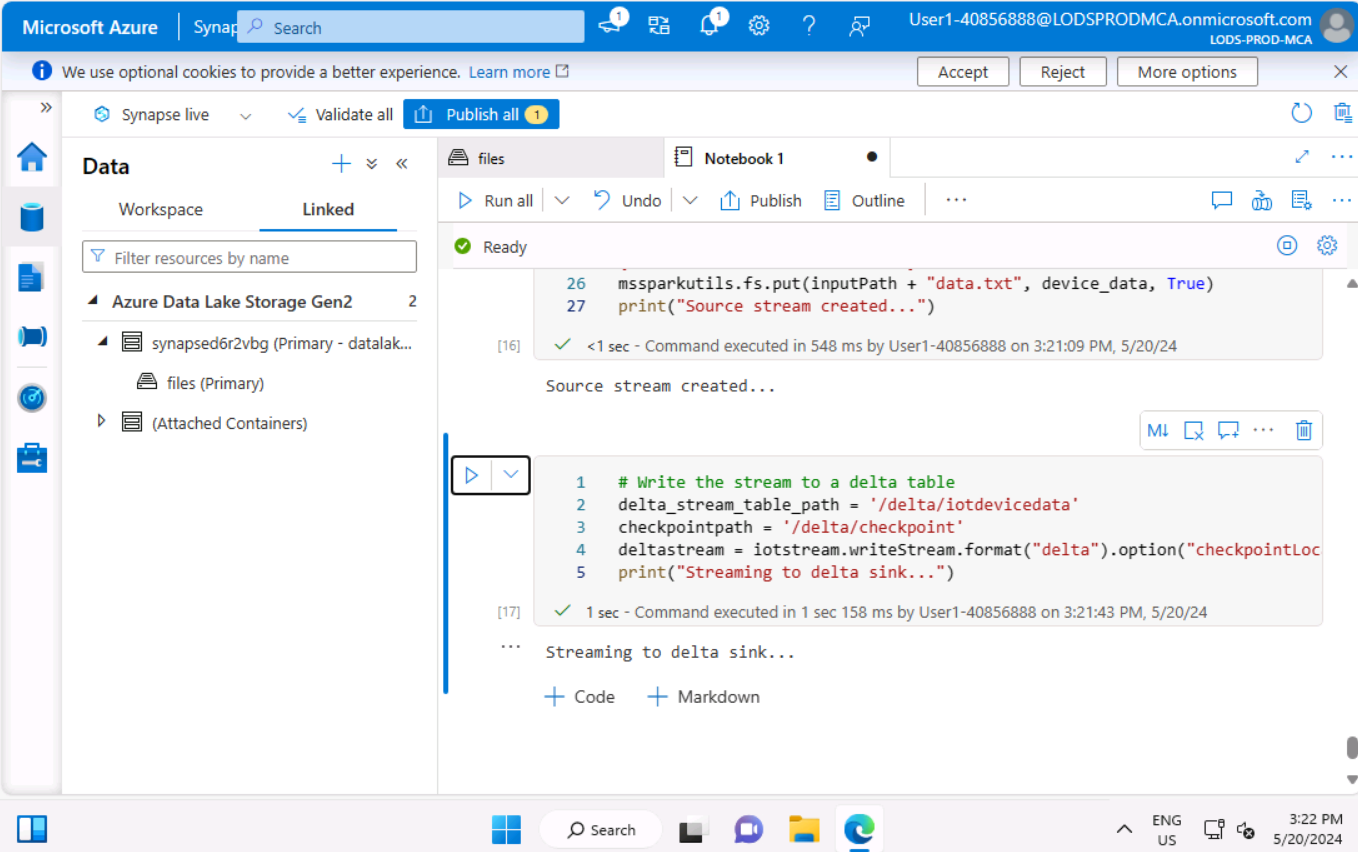 Microsoft Azure
Synap
Search
1
1
User1-40856888@LODSPRODMCA.onmicrosoft.com
LODS-PROD-MCA
We use optional cookies to provide a better experience. Learn more
Accept
Reject
More options
Synapse live
Validate all
Publish all 1
Data
files
Notebook 1
Workspace
Linked
Run all
Undo
Publish
Outline
Filter resources by name
Ready
Azure Data Lake Storage Gen2 2
synapsed6r2vbg (Primary - datalak...
files (Primary)
(Attached Containers)
26 mssparkutils.fs.put(inputPath + "data.txt", device_data, True)
27 print("Source stream created...")
[16] <1 sec - Command executed in 548 ms by User1-40856888 on 3:21:09 PM, 5/20/24
Source stream created...
M↓
1 # Write the stream to a delta table
2 delta_stream_table_path = '/delta/iotdevicedata'
3 checkpointpath = '/delta/checkpoint'
4 deltastream = iotstream.writeStream.format("delta").option("checkpointLoc
5 print("Streaming to delta sink...")
[17] 1 sec - Command executed in 1 sec 158 ms by User1-40856888 on 3:21:43 PM, 5/20/24
Streaming to delta sink...
Code
Markdown
Search
ENG
US
3:22 PM
5/20/2024